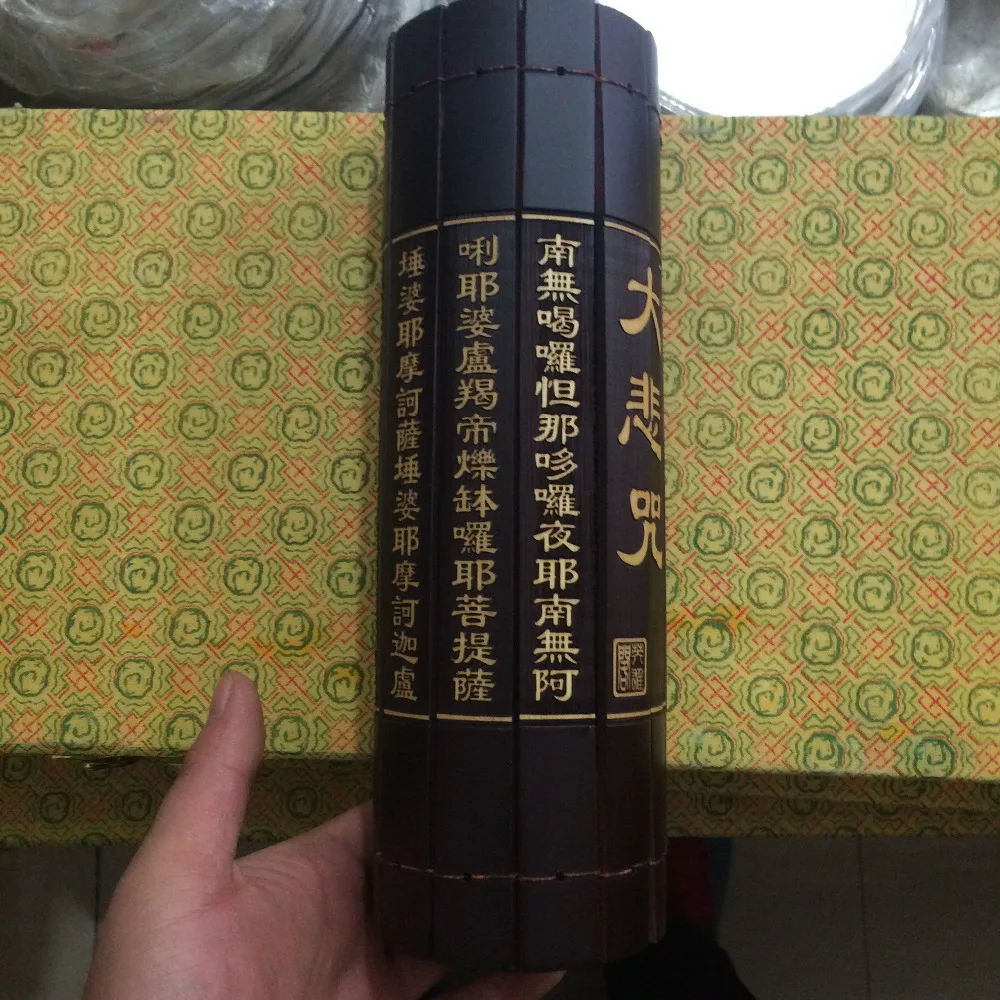 大悲咒
南無喝囉怛那哆囉夜耶南無阿
唎耶婆盧羯帝爍缽囉耶菩提薩
埵婆耶摩訶薩埵婆耶摩訶迦盧